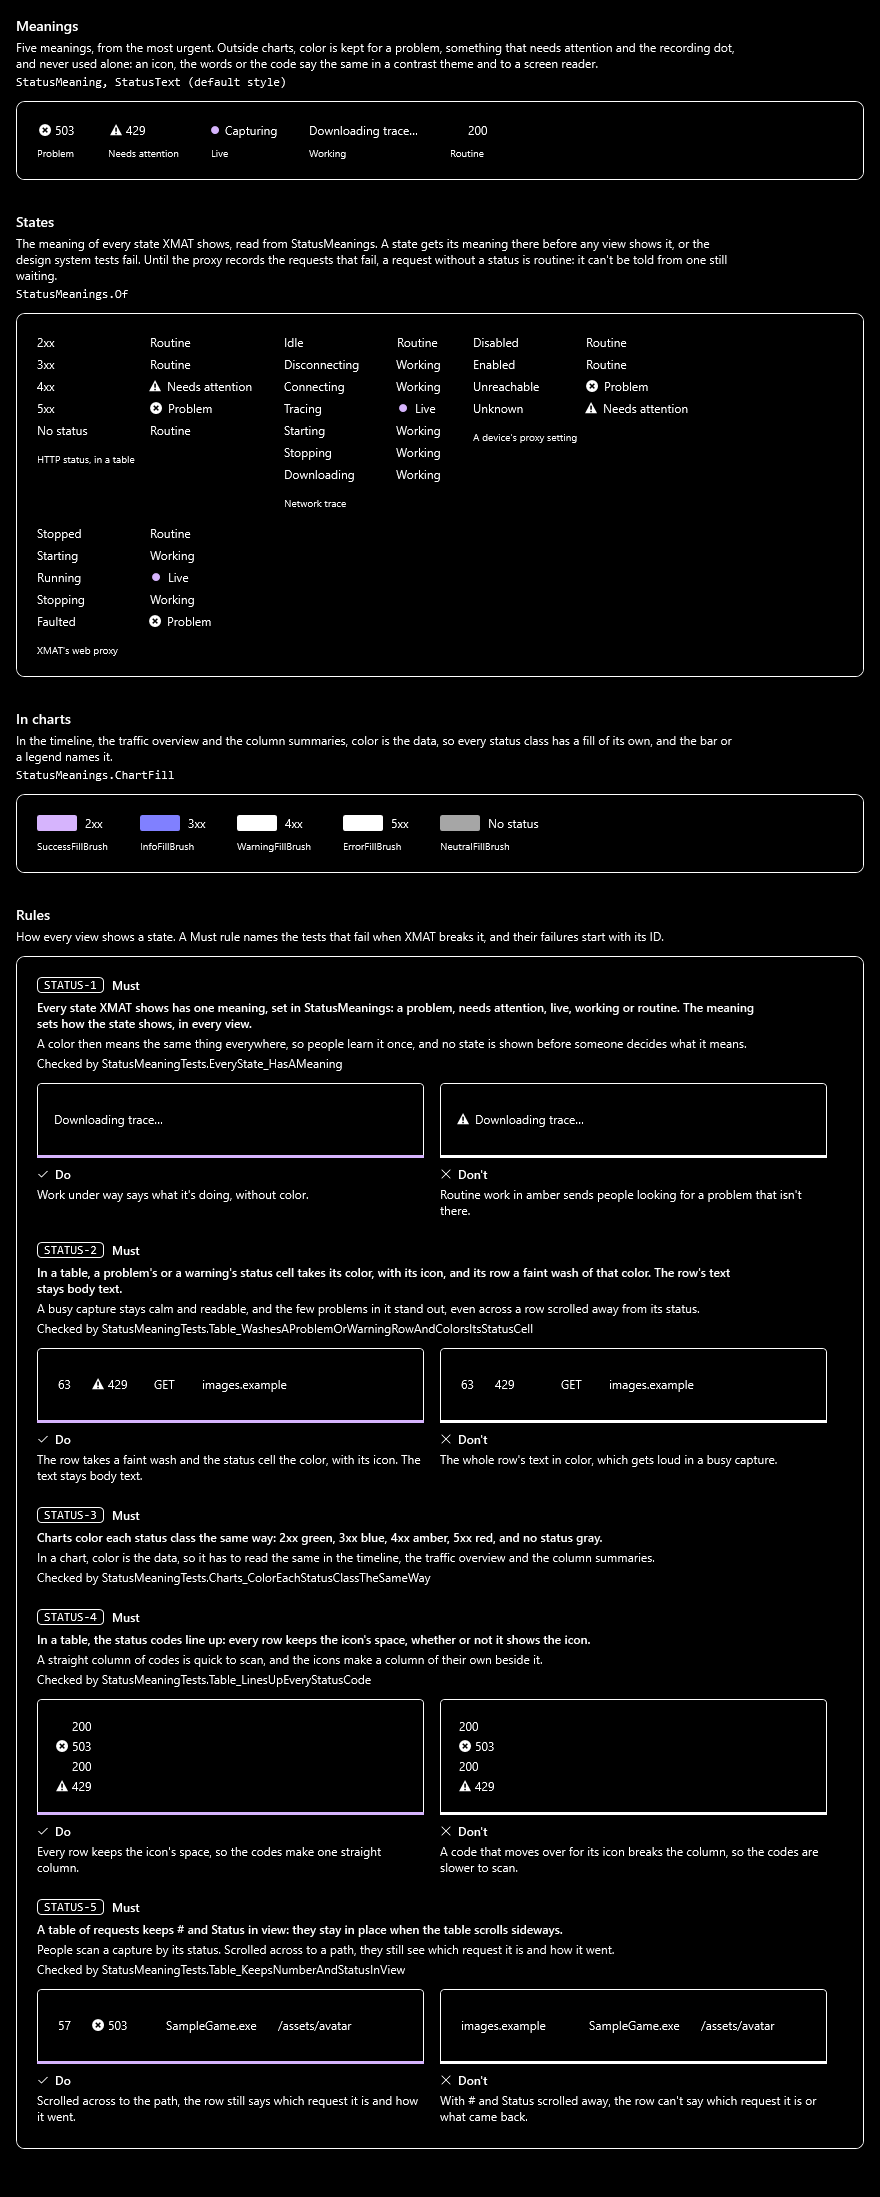 Meanings
Five meanings, from the most urgent. Outside charts, color is kept for a problem, something that needs attention and the recording dot,
and never used alone: an icon, the words or the code say the same in a contrast theme and to a screen reader.
StatusMeaning, StatusText (default style)
503 429 Capturing Downloading trace... 200
Problem Needs attention Live Working Routine
States
The meaning of every state XMAT shows, read from StatusMeanings. A state gets its meaning there before any view shows it, or the
design system tests fail. Until the proxy records the requests that fail, a request without a status is routine: it can't be told from one still
waiting.
StatusMeanings.Of
2xx Routine
3xx Routine
4xx Needs attention
5xx Problem
No status Routine
HTTP status, in a table
Idle Routine
Disconnecting Working
Connecting Working
Tracing Live
Starting Working
Stopping Working
Downloading Working
Network trace
Disabled Routine
Enabled Routine
Unreachable Problem
Unknown Needs attention
A device's proxy setting
Stopped Routine
Starting Working
Running Live
Stopping Working
Faulted Problem
XMAT's web proxy
In charts
In the timeline, the traffic overview and the column summaries, color is the data, so every status class has a fill of its own, and the bar or
a legend names it.
StatusMeanings.ChartFill
2xx 3xx 4xx 5xx No status
SuccessFillBrush InfoFillBrush WarningFillBrush ErrorFillBrush NeutralFillBrush
Rules
How every view shows a state. A Must rule names the tests that fail when XMAT breaks it, and their failures start with its ID.
STATUS-1 Must
Every state XMAT shows has one meaning, set in StatusMeanings: a problem, needs attention, live, working or routine. The meaning
sets how the state shows, in every view.
A color then means the same thing everywhere, so people learn it once, and no state is shown before someone decides what it means.
Checked by StatusMeaningTests.EveryState_HasAMeaning
Downloading trace...
Do
Work under way says what it's doing, without color.
Downloading trace...
Don't
Routine work in amber sends people looking for a problem that isn't
there.
STATUS-2 Must
In a table, a problem's or a warning's status cell takes its color, with its icon, and its row a faint wash of that color. The row's text
stays body text.
A busy capture stays calm and readable, and the few problems in it stand out, even across a row scrolled away from its status.
Checked by StatusMeaningTests.Table_WashesAProblemOrWarningRowAndColorsItsStatusCell
63 429 GET images.example
Do
The row takes a faint wash and the status cell the color, with its icon. The
text stays body text.
63 429 GET images.example
Don't
The whole row's text in color, which gets loud in a busy capture.
STATUS-3 Must
Charts color each status class the same way: 2xx green, 3xx blue, 4xx amber, 5xx red, and no status gray.
In a chart, color is the data, so it has to read the same in the timeline, the traffic overview and the column summaries.
Checked by StatusMeaningTests.Charts_ColorEachStatusClassTheSameWay
STATUS-4 Must
In a table, the status codes line up: every row keeps the icon's space, whether or not it shows the icon.
A straight column of codes is quick to scan, and the icons make a column of their own beside it.
Checked by StatusMeaningTests.Table_LinesUpEveryStatusCode
200
503
200
429
Do
Every row keeps the icon's space, so the codes make one straight
column.
200
503
200
429
Don't
A code that moves over for its icon breaks the column, so the codes are
slower to scan.
STATUS-5 Must
A table of requests keeps # and Status in view: they stay in place when the table scrolls sideways.
People scan a capture by its status. Scrolled across to a path, they still see which request it is and how it went.
Checked by StatusMeaningTests.Table_KeepsNumberAndStatusInView
57 503 SampleGame.exe /assets/avatar
Do
Scrolled across to the path, the row still says which request it is and how
it went.
images.example SampleGame.exe /assets/avatar
Don't
With # and Status scrolled away, the row can't say which request it is or
what came back.